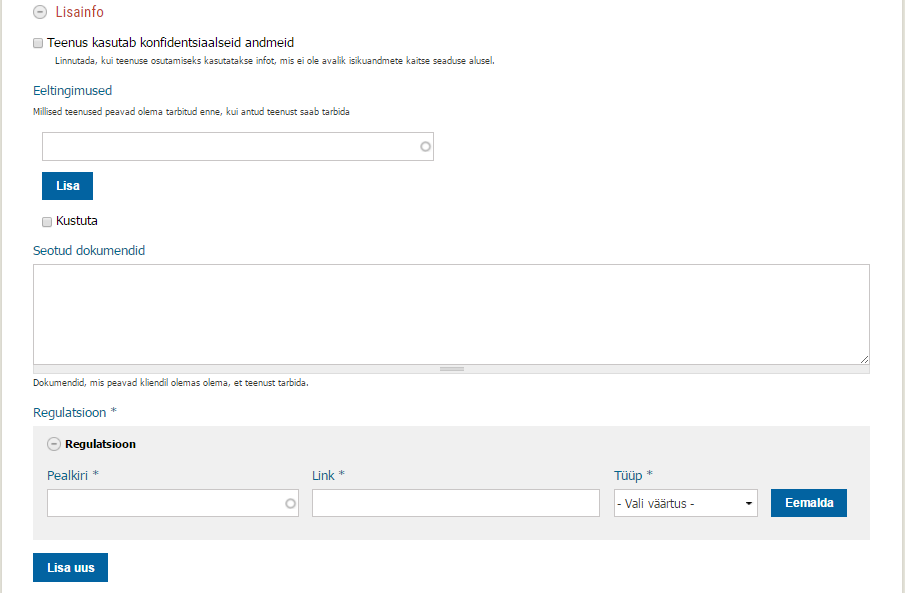 Lisainfo
Teenus kasutab konfidentsiaalseid andmeid
Linnutada, kui teenuse osutamiseks kasutatakse infot, mis ei ole avalik isikuandmete kaitse seaduse alusel.
Eeltingimused
Millised teenused peavad olema tarbitud enne, kui antud teenust saab tarbida
Lisa
Kustuta
Seotud dokumendid
Dokumendid, mis peavad kliendil olemas olema, et teenust tarbida.
Regulatsioon *
Regulatsioon
Pealkiri * Link * Tüüp *
- Vali väärtus - Eemalda
Lisa uus